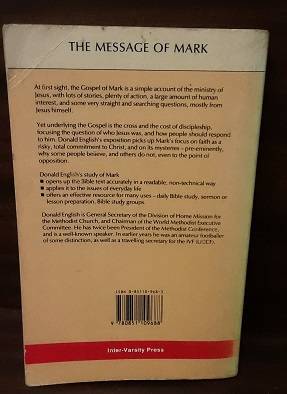 THE MESSAGE OF MARK
At first sight, the Gospel of Mark is a simple account of the ministry of
Jesus, with lots of stories, plenty of action, a large amount of human
interest, and some very straight and searching questions, mostly from
Jesus himself.
Yet underlying the Gospel is the cross and the cost of discipleship,
focusing the question of who Jesus was, and how people should respond
to him. Donald English's exposition picks up Mark's focus on faith as a
risky, total commitment to Christ; and on its mysteries – pre-eminently,
why some people believe, and others do not, even to the point of
opposition.
Donald English's study of Mark
■ opens up the Bible text accurately in a readable, non-technical way
■ applies it to the issues of everyday life
■ offers an effective resource for many uses – daily Bible study, sermon or
lesson preparation, Bible study groups
Donald English is General Secretary of the Division of Home Mission for
the Methodist Church, and Chairman of the World Methodist Executive
Committee. He has twice been President of the Methodist Conference,
and is a well-known speaker. In earlier years he was an amateur footballer
of some distinction, as well as a travelling secretary for the IVF (UCCF).
ISBN 0-85110-968-3
9 780851 109688
Inter-Varsity Press